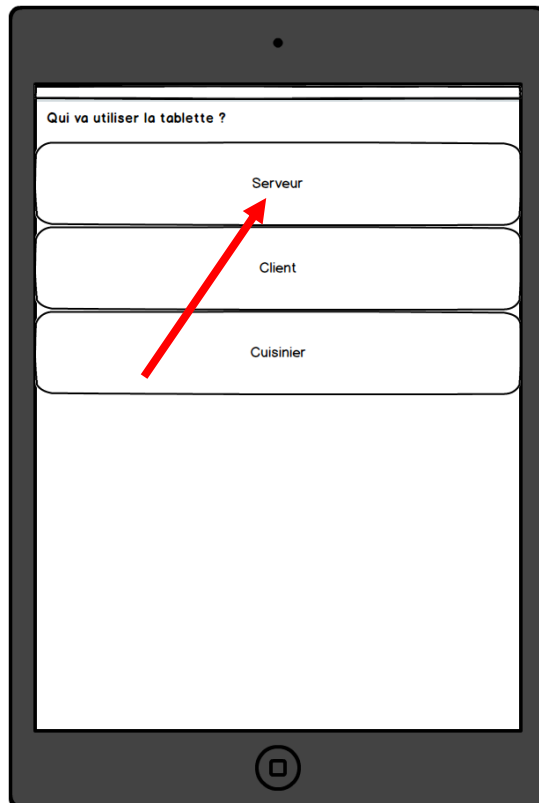 Qui va utiliser la tablette ?
Serveur
Client
Cuisinier